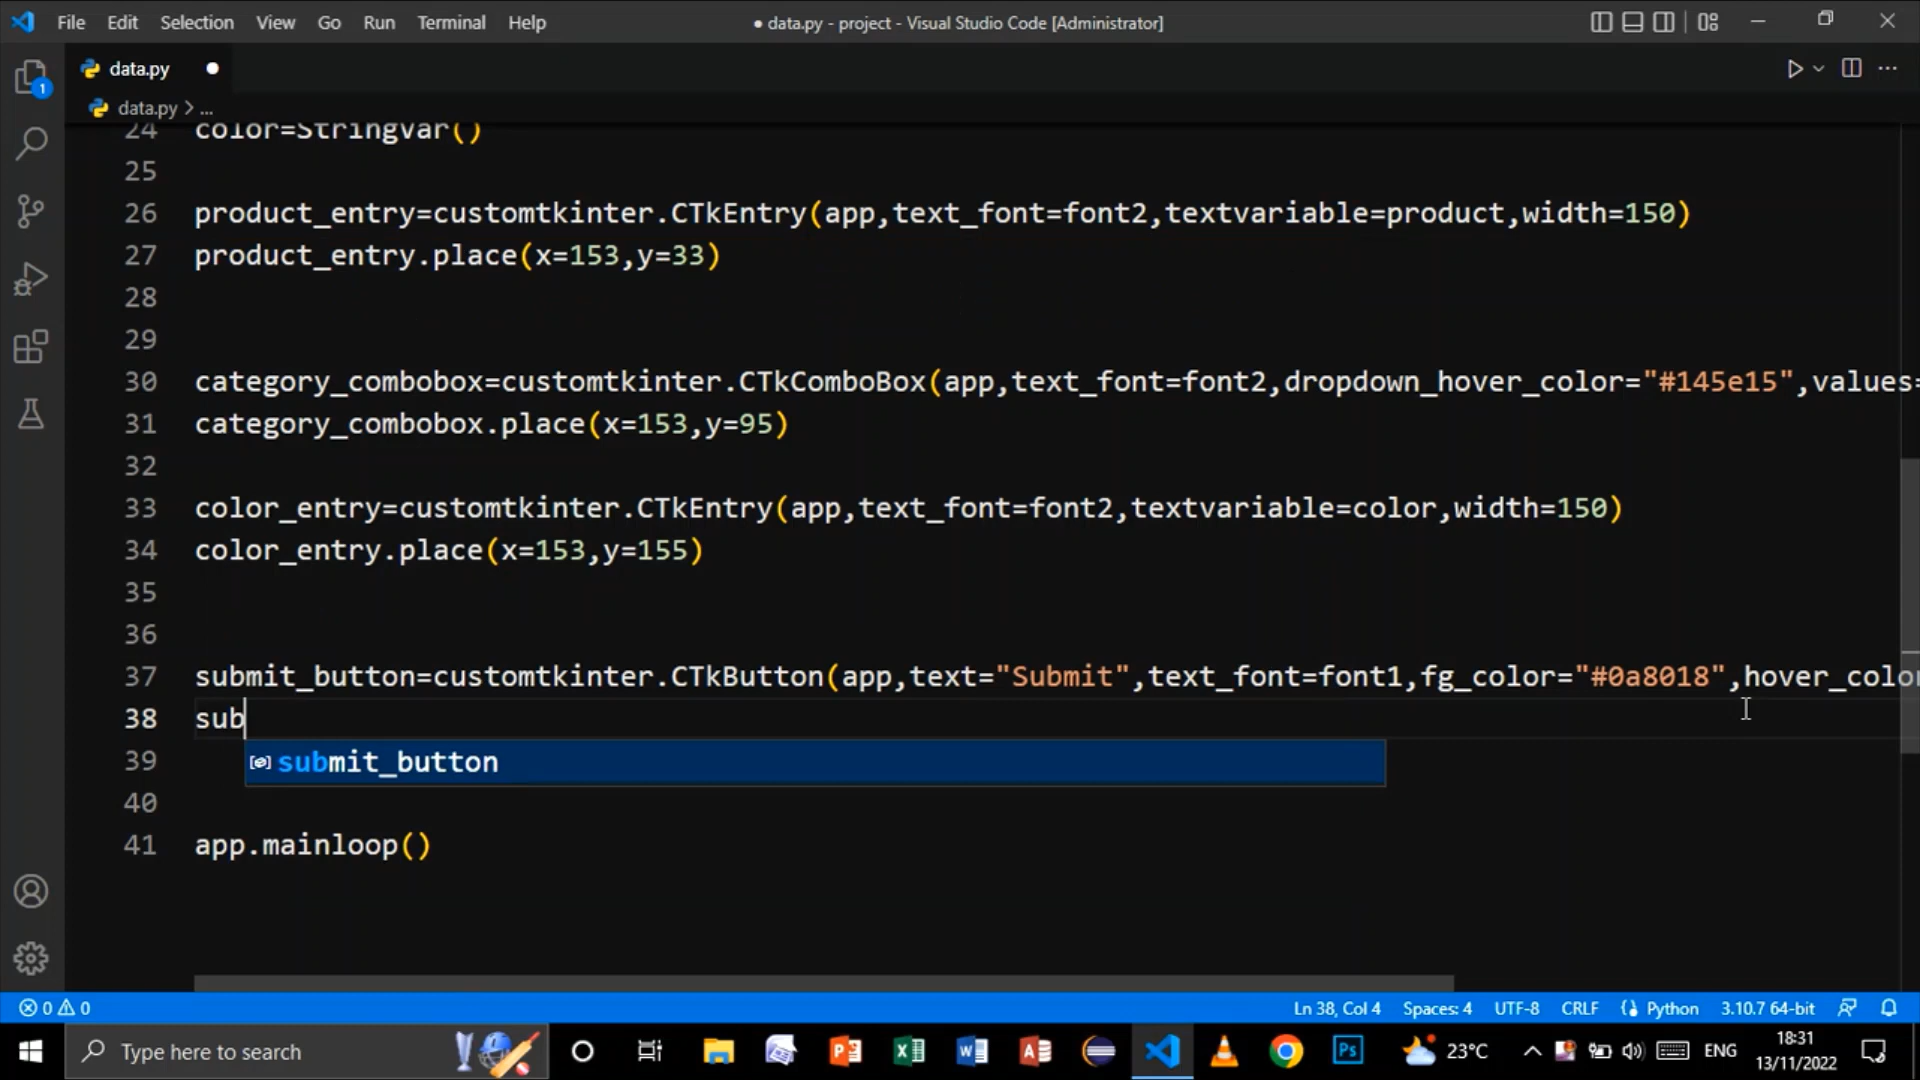 File Edit Selection View Go Run Terminal Help ● data.py - project - Visual Studio Code [Administrator]
data.py ●
data.py > ...
24 color=StringVar()
25
26 product_entry=customtkinter.CTkEntry(app,text_font=font2,textvariable=product,width=150)
27 product_entry.place(x=153,y=33)
28
29
30 category_combobox=customtkinter.CTkComboBox(app,text_font=font2,dropdown_hover_color="#145e15",values=
31 category_combobox.place(x=153,y=95)
32
33 color_entry=customtkinter.CTkEntry(app,text_font=font2,textvariable=color,width=150)
34 color_entry.place(x=153,y=155)
35
36
37 submit_button=customtkinter.CTkButton(app,text="Submit",text_font=font1,fg_color="#0a8018",hover_colo
38 sub
39 submit_button
40
41 app.mainloop()
1
0 0 Ln 38, Col 4 Spaces: 4 UTF-8 CRLF Python 3.10.7 64-bit
Type here to search 23°C ENG 18:31
13/11/2022